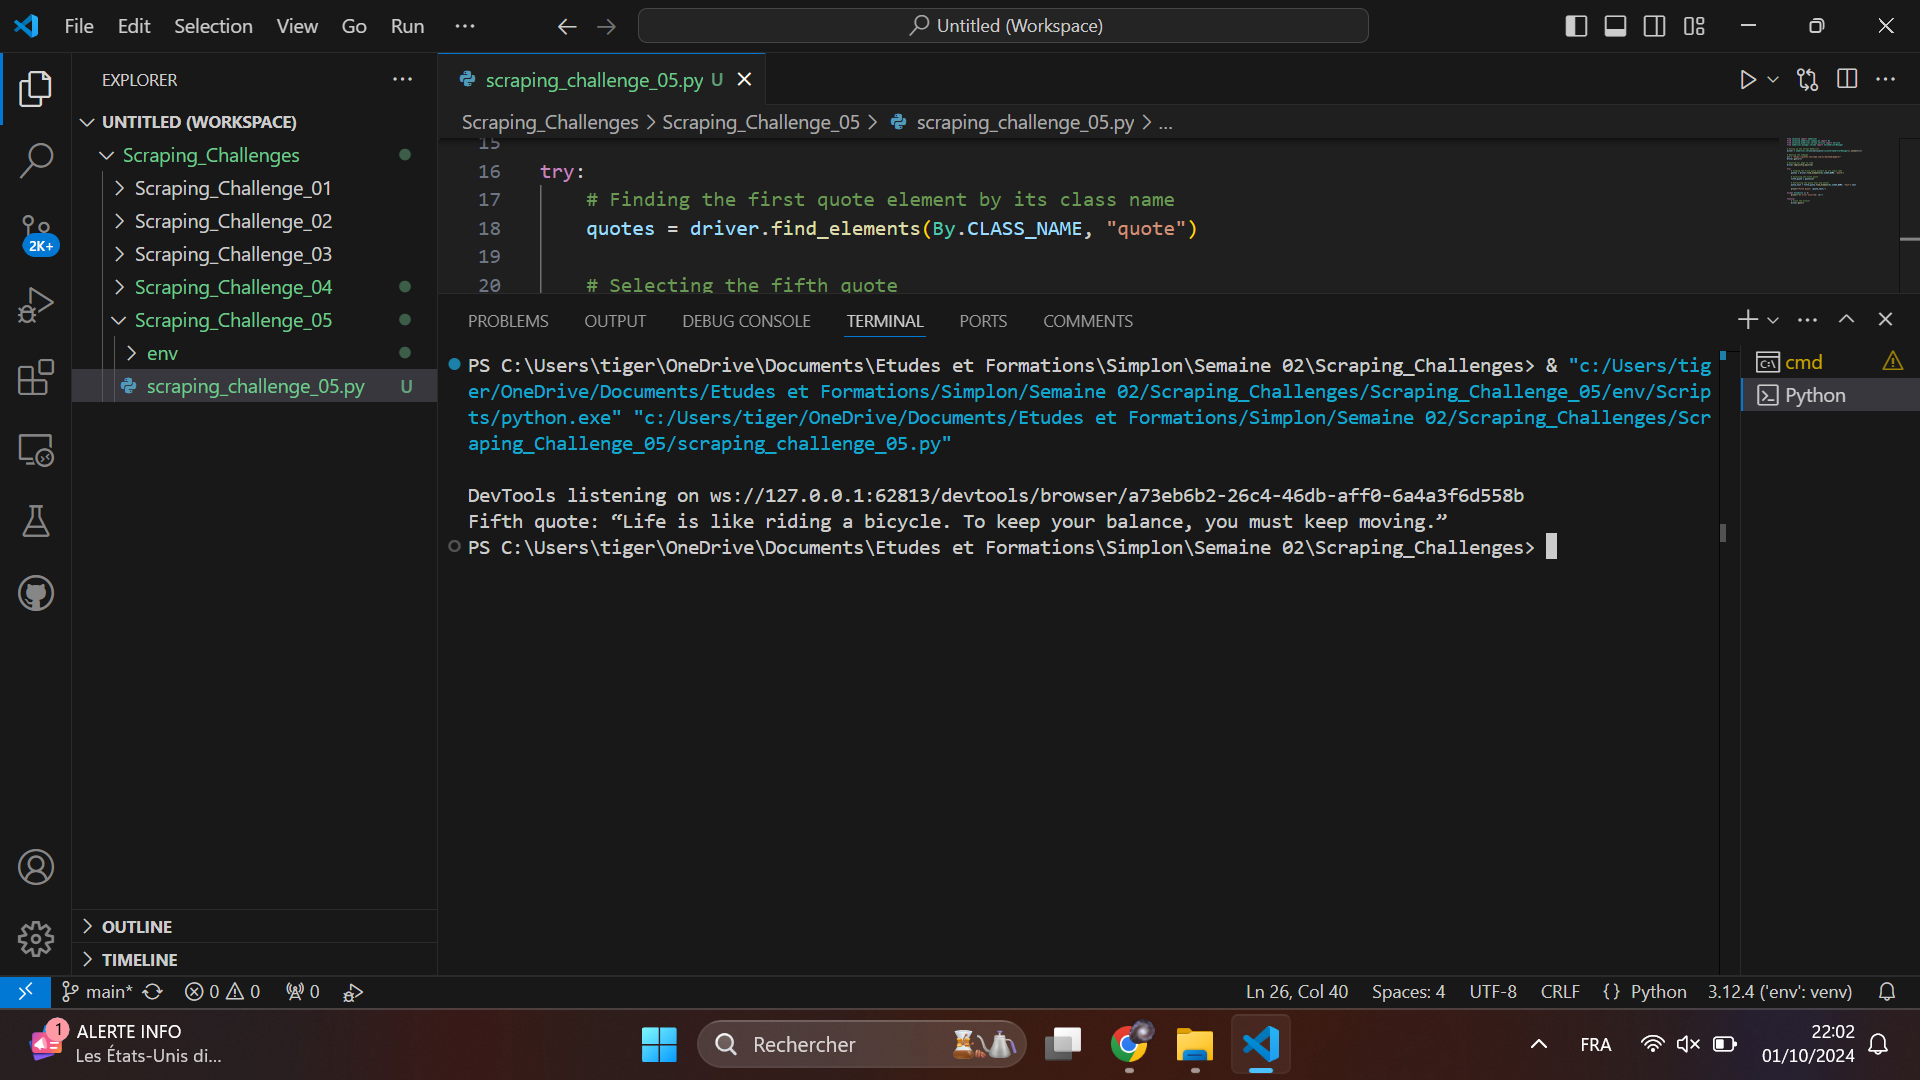 File Edit Selection View Go Run ...
Untitled (Workspace)
EXPLORER
UNTITLED (WORKSPACE)
Scraping_Challenges
Scraping_Challenge_01
Scraping_Challenge_02
Scraping_Challenge_03
Scraping_Challenge_04
Scraping_Challenge_05
env
scraping_challenge_05.py U
OUTLINE
TIMELINE
2K+
scraping_challenge_05.py U
Scraping_Challenges > Scraping_Challenge_05 > scraping_challenge_05.py > ...
15
16 try:
17 # Finding the first quote element by its class name
18 quotes = driver.find_elements(By.CLASS_NAME, "quote")
19
20 # Selecting the fifth quote
PROBLEMS OUTPUT DEBUG CONSOLE TERMINAL PORTS COMMENTS
PS C:\Users\tiger\OneDrive\Documents\Etudes et Formations\Simplon\Semaine 02\Scraping_Challenges> & "c:/Users/tig
er/OneDrive/Documents/Etudes et Formations/Simplon/Semaine 02/Scraping_Challenges/Scraping_Challenge_05/env/Scrip
ts/python.exe" "c:/Users/tiger/OneDrive/Documents/Etudes et Formations/Simplon/Semaine 02/Scraping_Challenges/Scr
aping_Challenge_05/scraping_challenge_05.py"
DevTools listening on ws://127.0.0.1:62813/devtools/browser/a73eb6b2-26c4-46db-aff0-6a4a3f6d558b
Fifth quote: “Life is like riding a bicycle. To keep your balance, you must keep moving.”
PS C:\Users\tiger\OneDrive\Documents\Etudes et Formations\Simplon\Semaine 02\Scraping_Challenges>
cmd
Python
main* 0 0 0
Ln 26, Col 40 Spaces: 4 UTF-8 CRLF {} Python 3.12.4 ('env': venv)
1
ALERTE INFO
Les États-Unis di...
Rechercher
FRA
22:02
01/10/2024